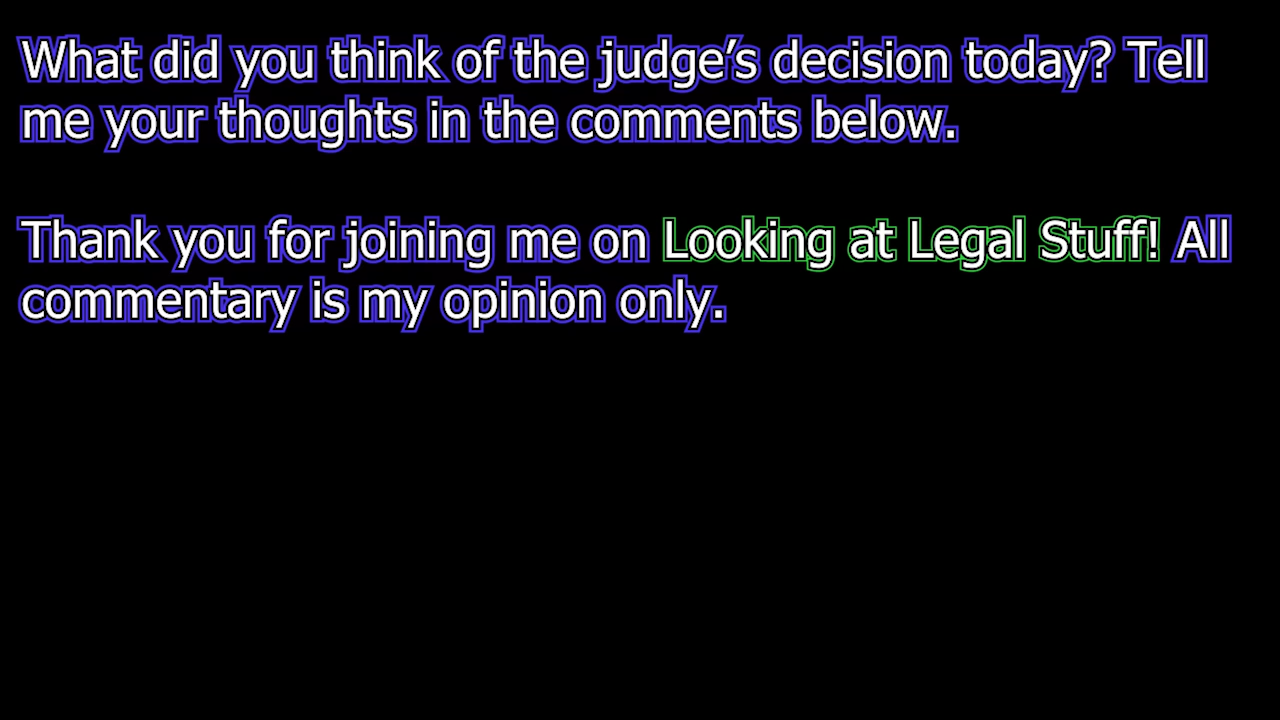 What did you think of the judge’s decision today? Tell
me your thoughts in the comments below.
Thank you for joining me on Looking at Legal Stuff! All
commentary is my opinion only.